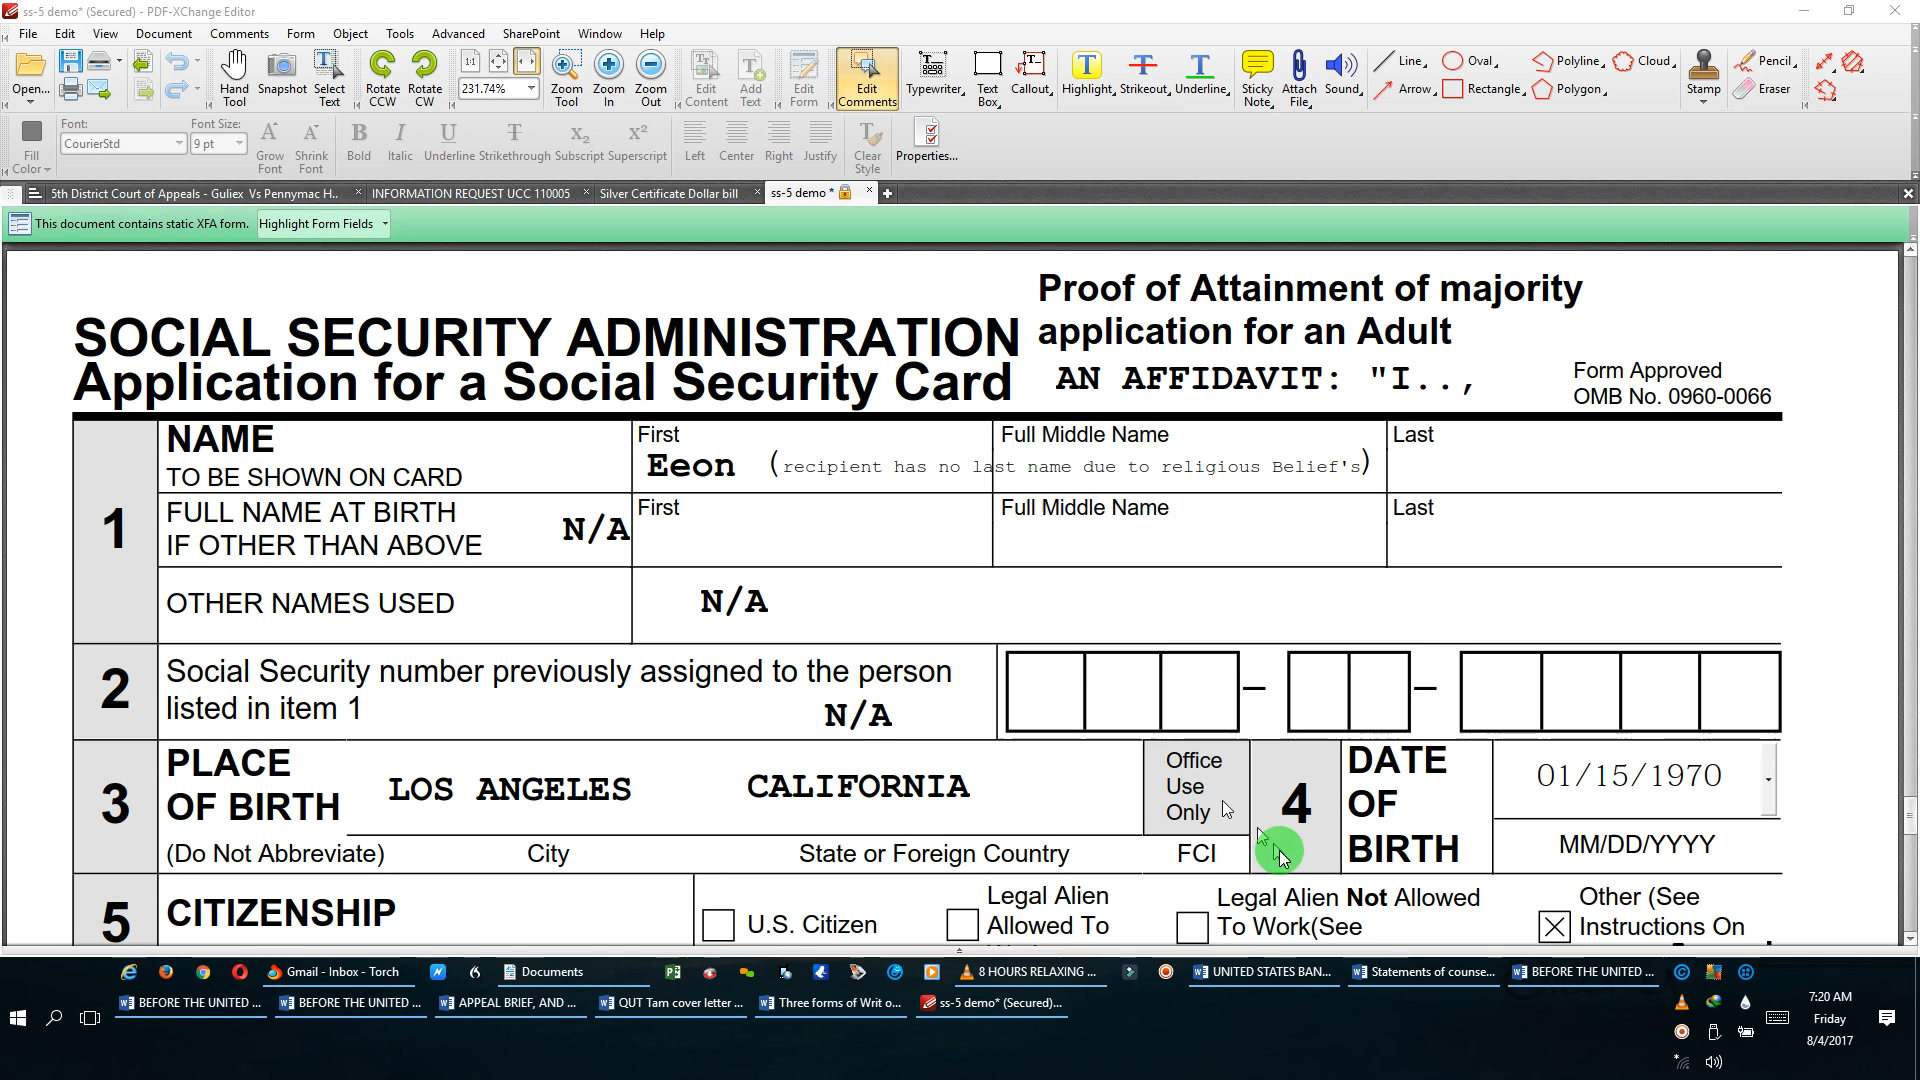 ss-5 demo* (Secured) - PDF-XChange Editor
File Edit View Document Comments Form Object Tools Advanced SharePoint Window Help
Open... Hand Tool Snapshot Select Text Rotate CCW Rotate CW 1:1 231.74% Zoom Tool Zoom In Zoom Out Edit Content Add Text Edit Form Edit Comments Typewriter Text Box Callout Highlight Strikeout Underline Sticky Note Attach File Sound Line Arrow Oval Rectangle Polyline Polygon Cloud Stamp Pencil Eraser
Fill Color Font: CourierStd Font Size: 9 pt Grow Font Shrink Font Bold Italic Underline Strikethrough Subscript Superscript Left Center Right Justify Clear Style Properties...
5th District Court of Appeals - Guliex Vs Pennymac H.. INFORMATION REQUEST UCC 110005 Silver Certificate Dollar bill ss-5 demo *
This document contains static XFA form. Highlight Form Fields
Proof of Attainment of majority
application for an Adult
SOCIAL SECURITY ADMINISTRATION
Application for a Social Security Card
AN AFFIDAVIT: "I..,
Form Approved
OMB No. 0960-0066
1
NAME
TO BE SHOWN ON CARD
First
Full Middle Name
Last
Eeon (recipient has no last name due to religious Belief's)
FULL NAME AT BIRTH
IF OTHER THAN ABOVE
N/A
First
Full Middle Name
Last
OTHER NAMES USED
N/A
2
Social Security number previously assigned to the person
listed in item 1
N/A
3
PLACE
OF BIRTH
(Do Not Abbreviate)
LOS ANGELES
CALIFORNIA
City
State or Foreign Country
Office
Use
Only
FCI
4
DATE
OF
BIRTH
01/15/1970
MM/DD/YYYY
5
CITIZENSHIP
U.S. Citizen
Legal Alien
Allowed To
Legal Alien Not Allowed
To Work(See
Other (See
Instructions On
Gmail - Inbox - Torch Documents 8 HOURS RELAXING ... UNITED STATES BAN... Statements of counse... BEFORE THE UNITED ...
BEFORE THE UNITED ... BEFORE THE UNITED ... APPEAL BRIEF, AND ... QUT Tam cover letter ... Three forms of Writ o... ss-5 demo* (Secured)...
7:20 AM
Friday
8/4/2017